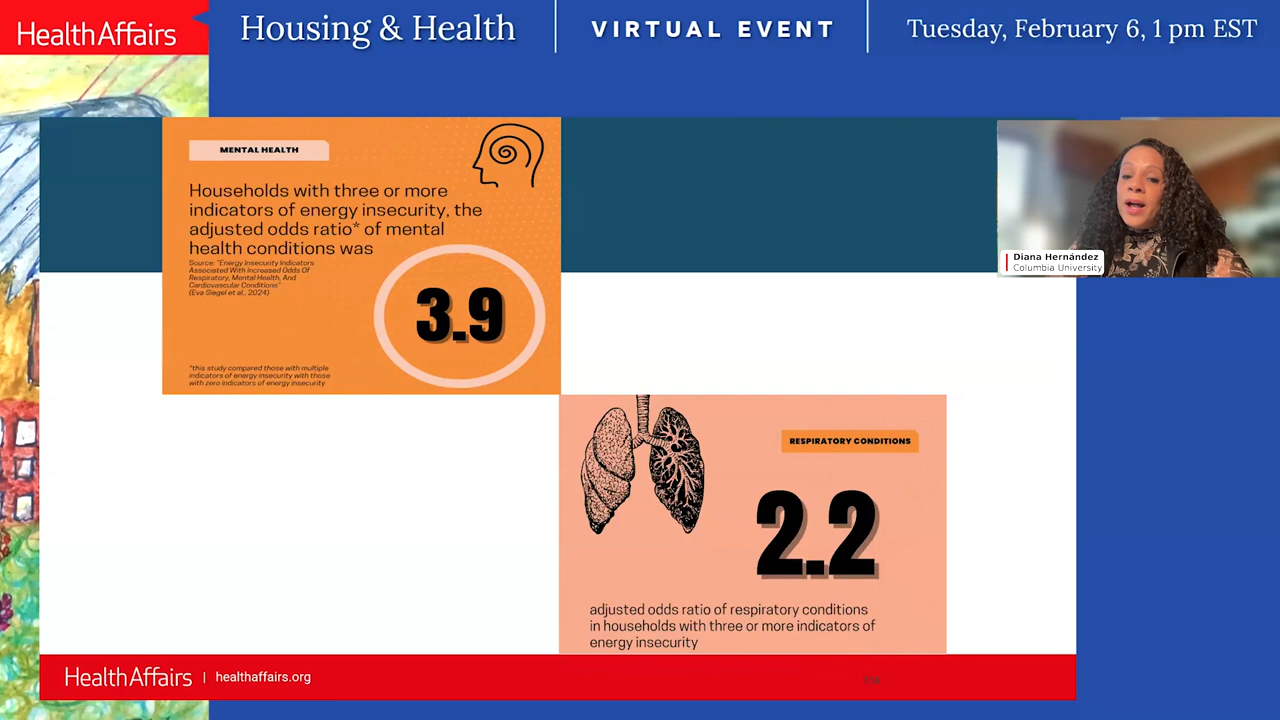 HealthAffairs
Housing & Health
VIRTUAL EVENT
Tuesday, February 6, 1 pm EST
MENTAL HEALTH
Households with three or more
indicators of energy insecurity, the
adjusted odds ratio* of mental
health conditions was
Source: "Energy Insecurity Indicators
Associated With Increased Odds Of
Respiratory, Mental Health, And
Cardiovascular Conditions"
(Eva Siegel et al., 2024)
3.9
*this study compared those with multiple
indicators of energy insecurity with those
with zero indicators of energy insecurity
Diana Hernández
Columbia University
RESPIRATORY CONDITIONS
2.2
adjusted odds ratio of respiratory conditions
in households with three or more indicators of
energy insecurity
HealthAffairs | healthaffairs.org